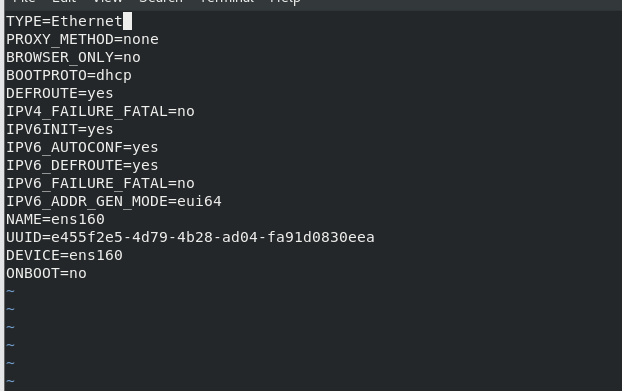 File Edit View Search Terminal Help
TYPE=Ethernet
PROXY_METHOD=none
BROWSER_ONLY=no
BOOTPROTO=dhcp
DEFROUTE=yes
IPV4_FAILURE_FATAL=no
IPV6INIT=yes
IPV6_AUTOCONF=yes
IPV6_DEFROUTE=yes
IPV6_FAILURE_FATAL=no
IPV6_ADDR_GEN_MODE=eui64
NAME=ens160
UUID=e455f2e5-4d79-4b28-ad04-fa91d0830eea
DEVICE=ens160
ONBOOT=no
~
~
~
~
~
~